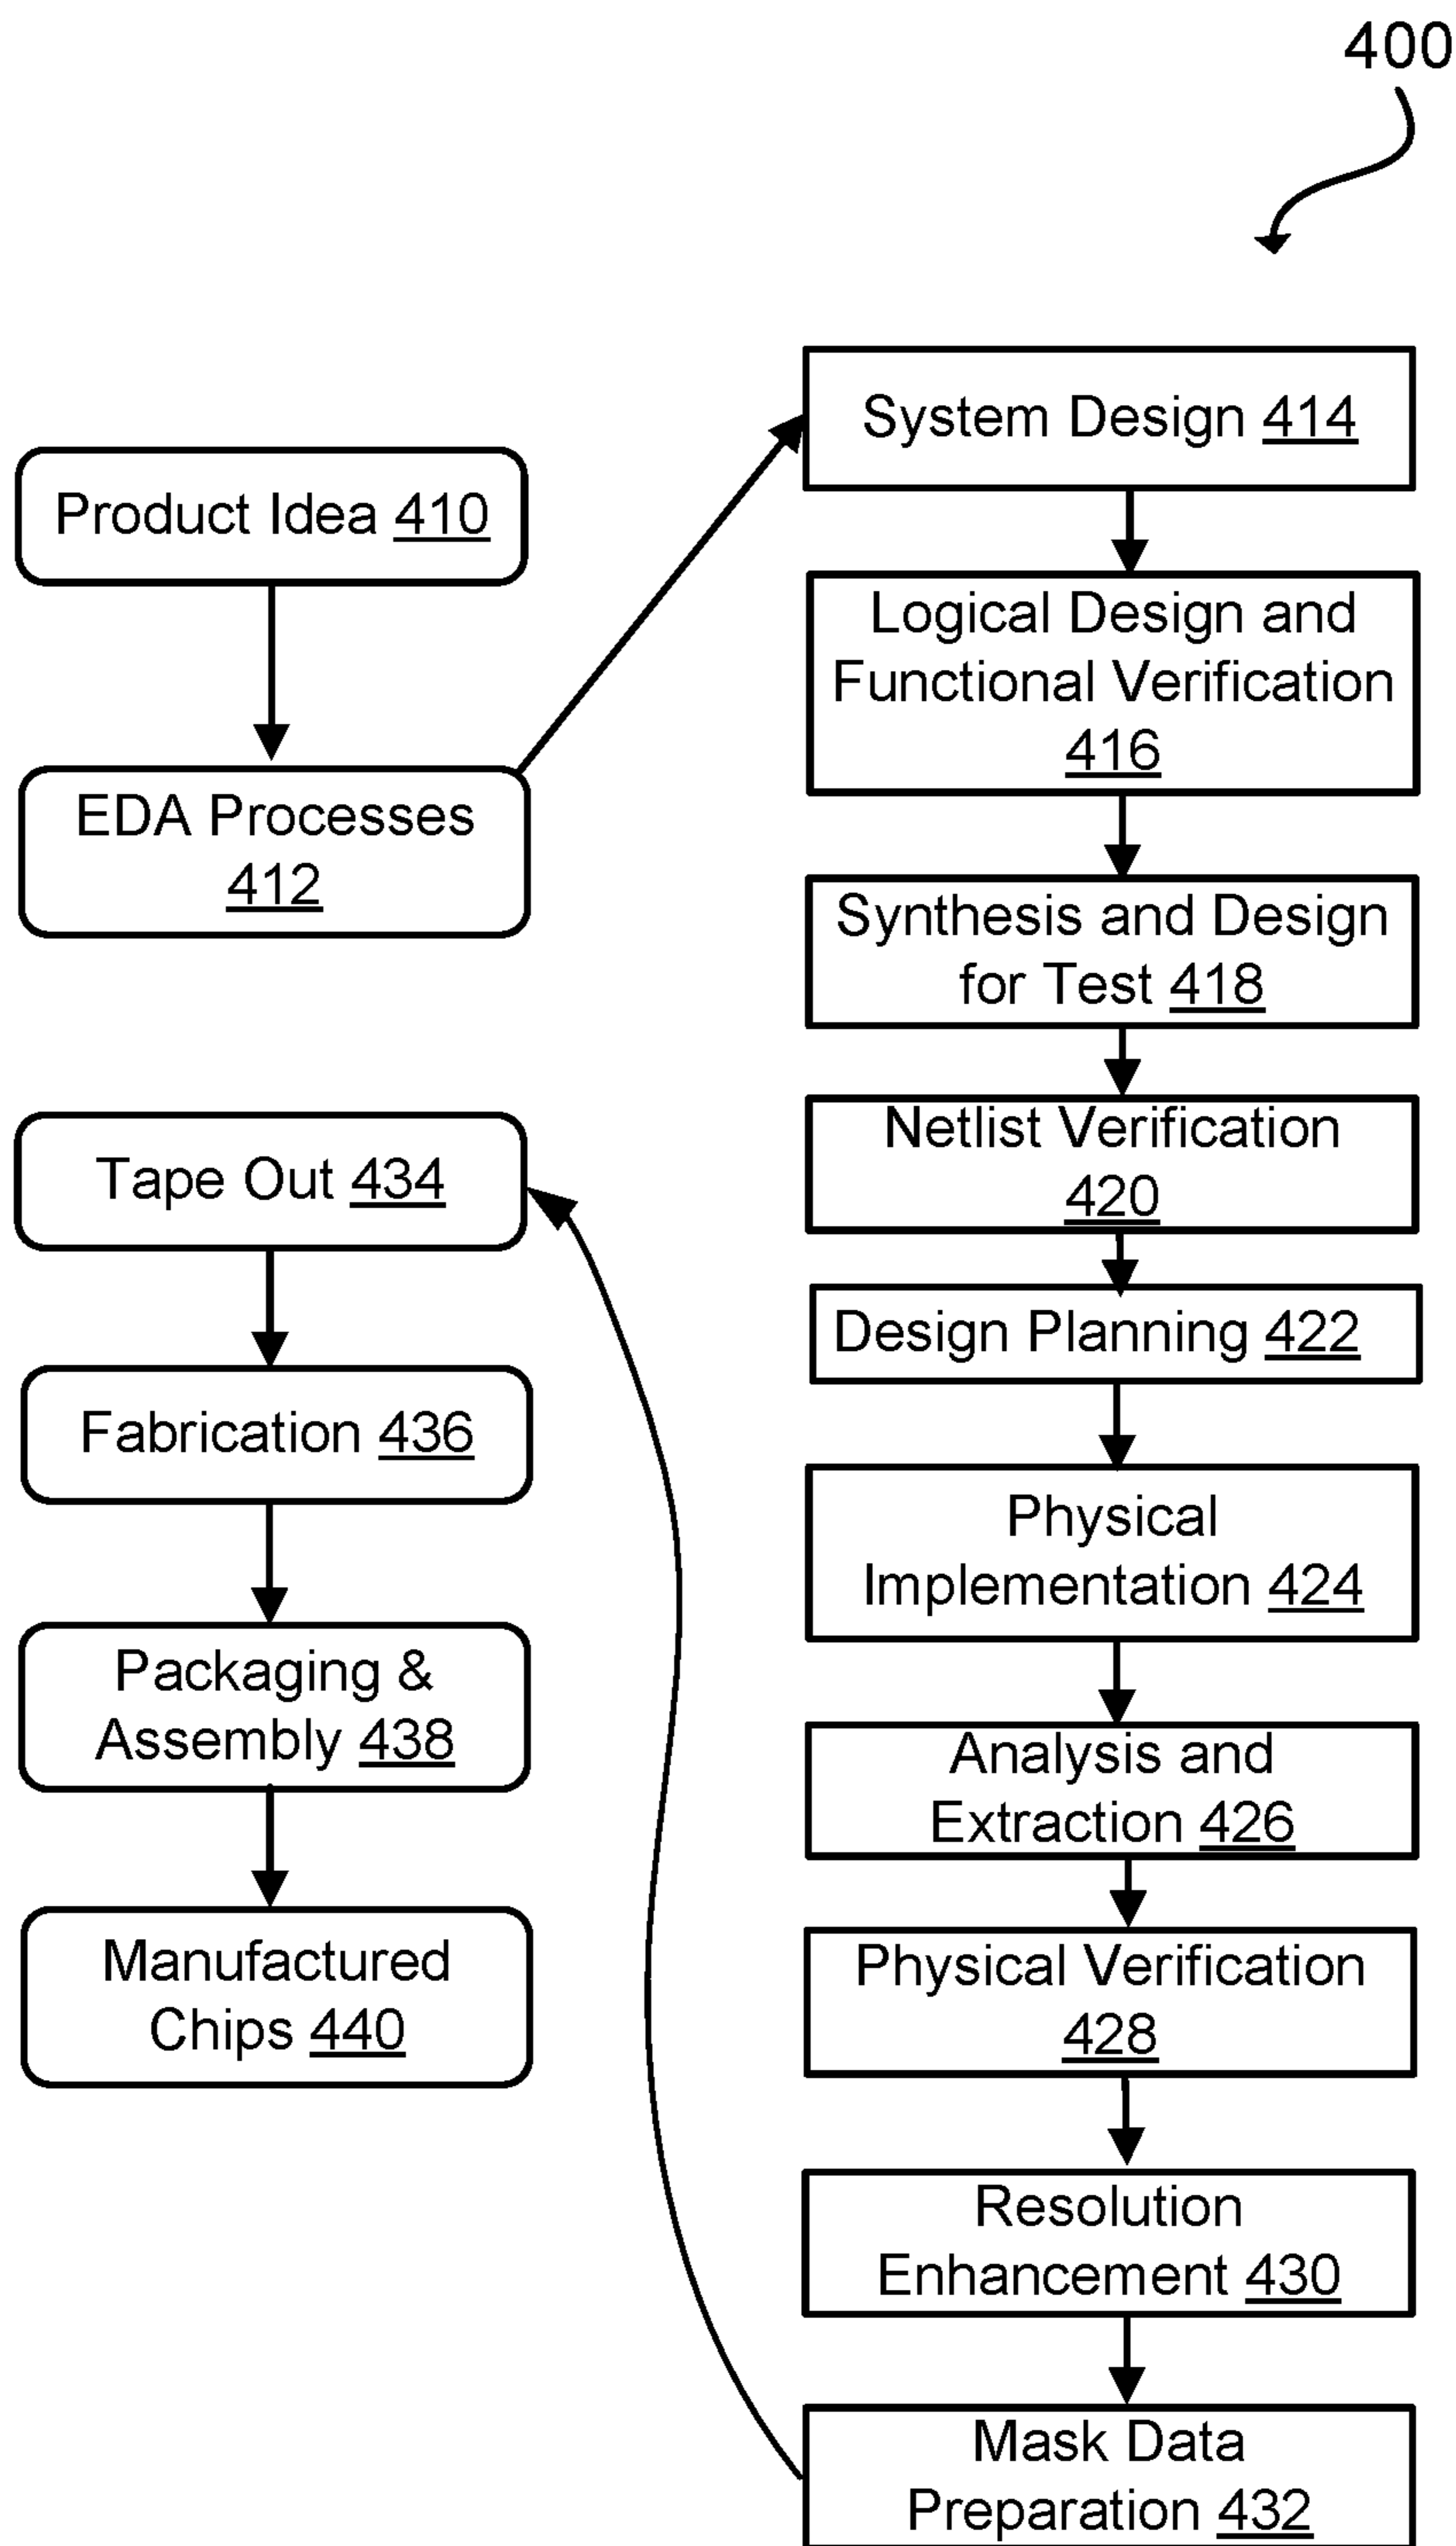 400
Product Idea 410
EDA Processes
412
System Design 414
Logical Design and
Functional Verification
416
Synthesis and Design
for Test 418
Netlist Verification
420
Design Planning 422
Physical
Implementation 424
Analysis and
Extraction 426
Physical Verification
428
Resolution
Enhancement 430
Mask Data
Preparation 432
Tape Out 434
Fabrication 436
Packaging &
Assembly 438
Manufactured
Chips 440